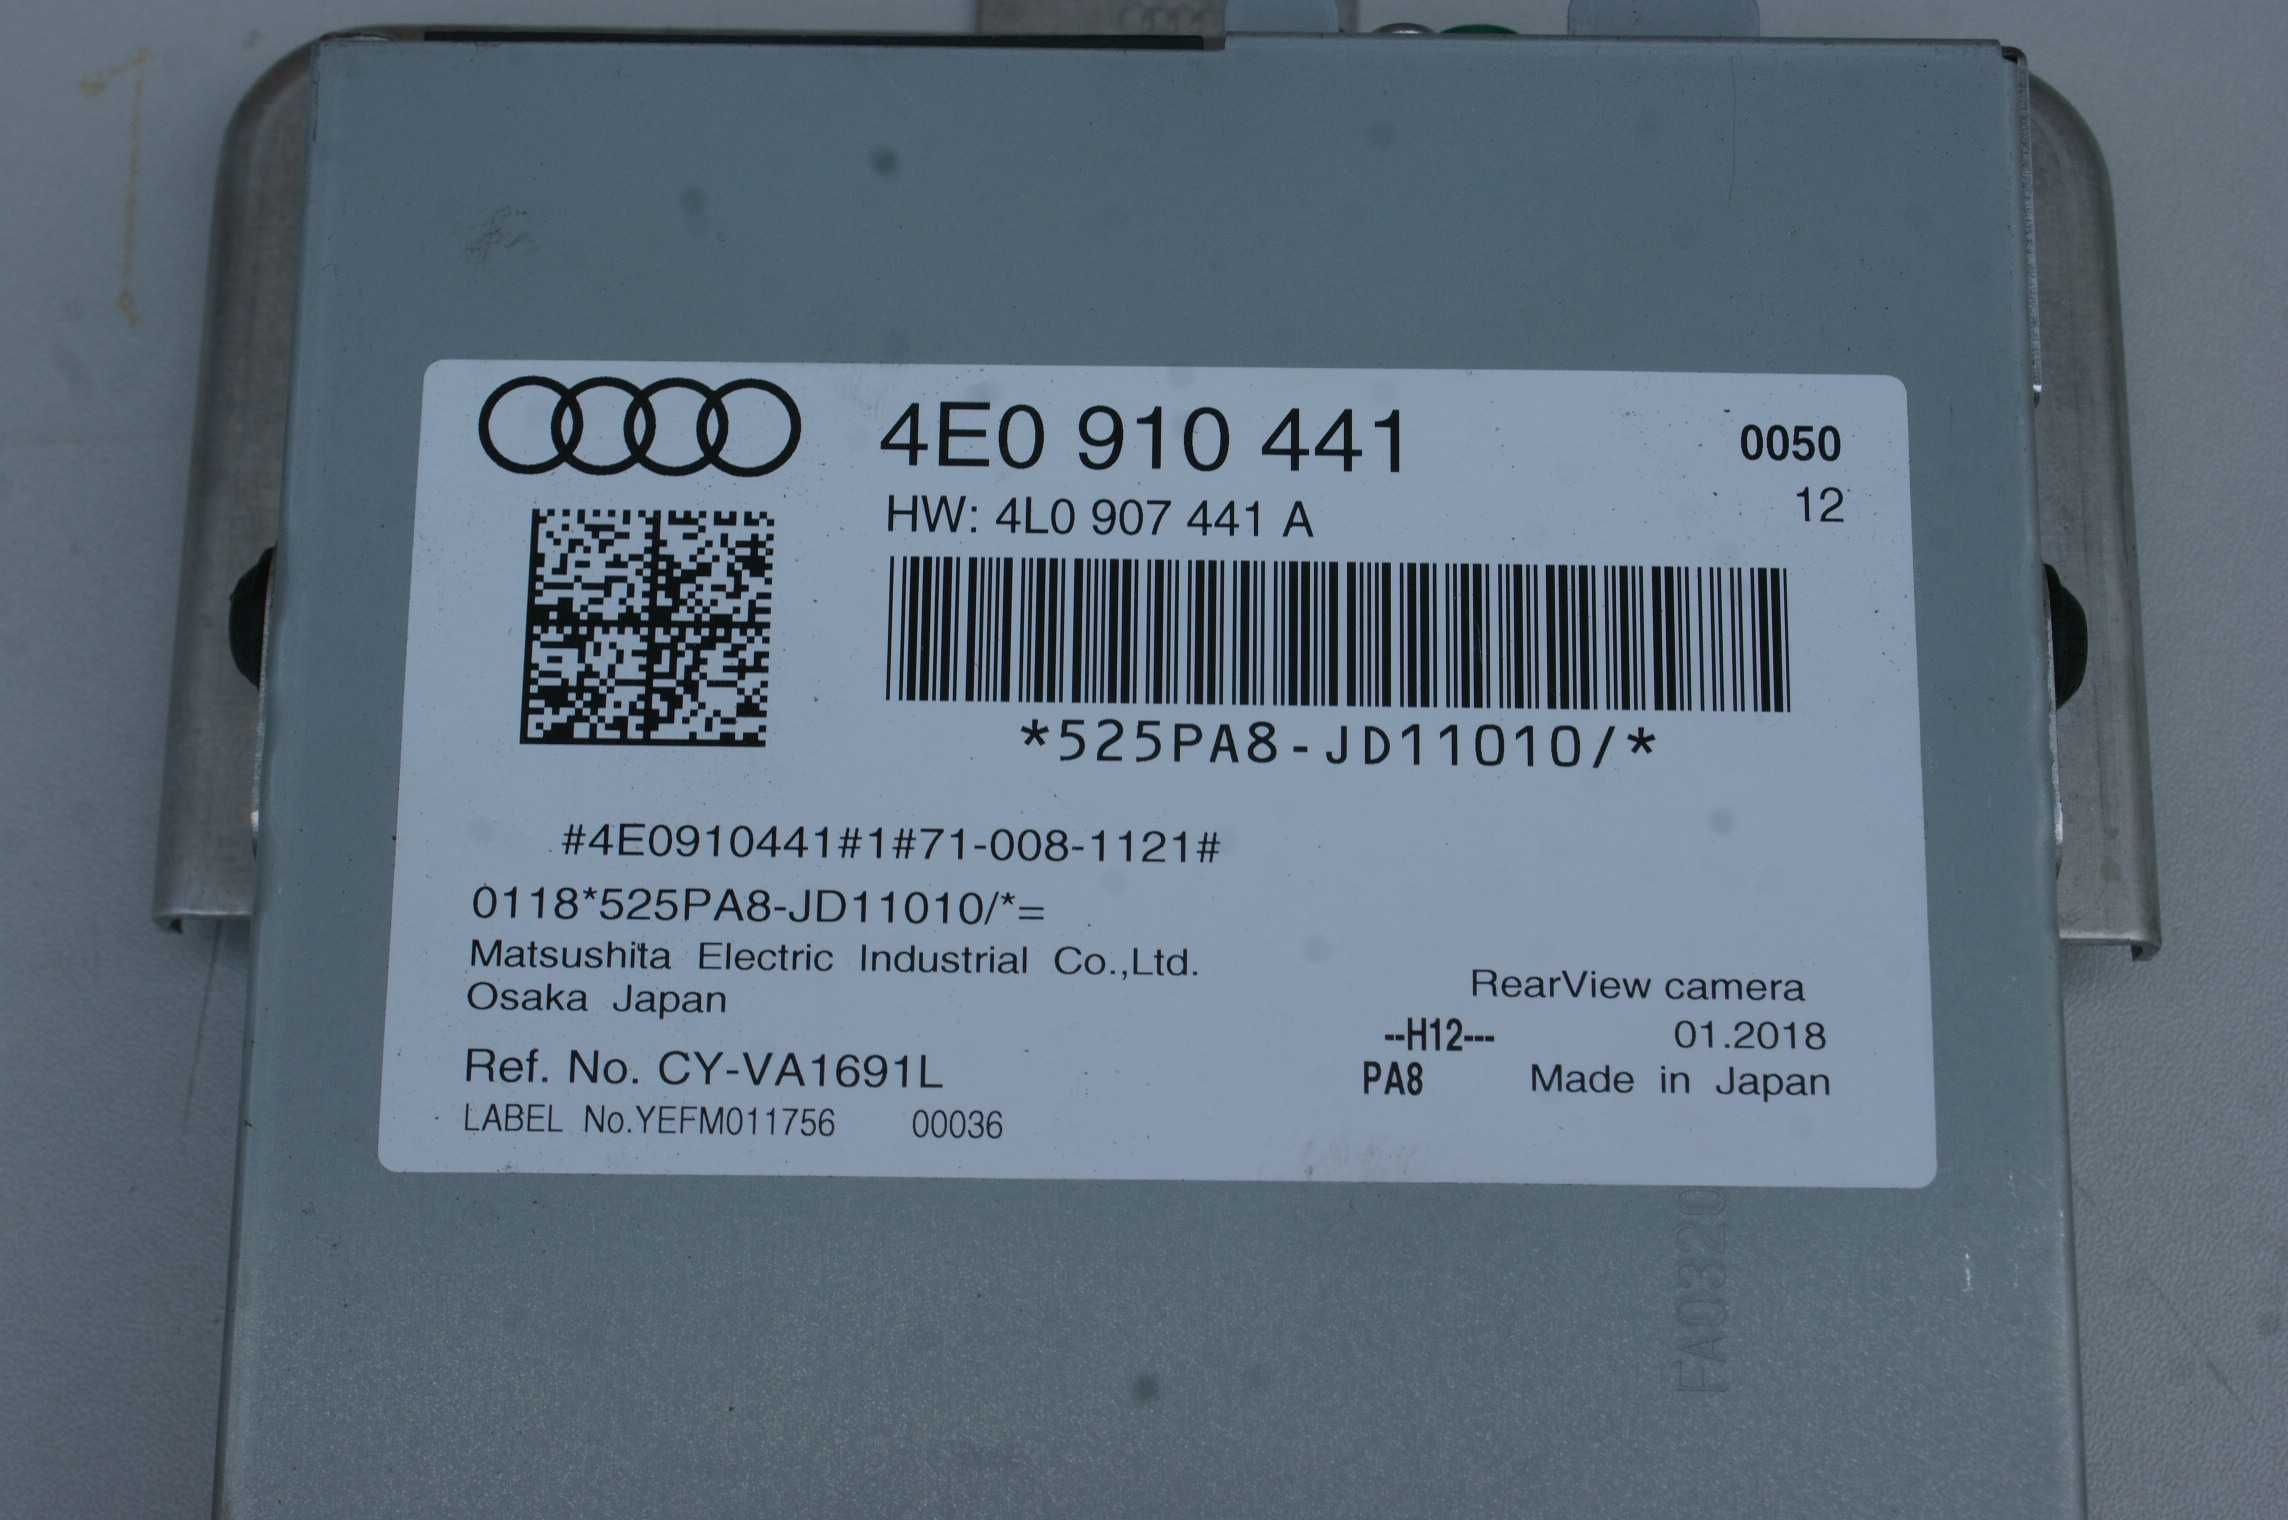 4E0 910 441
0050
HW: 4L0 907 441 A
12
*525PA8-JD11010/*
#4E0910441#1#71-008-1121#
0118*525PA8-JD11010/*=
Matsushita Electric Industrial Co.,Ltd.
Osaka Japan
RearView camera
--H12---
01.2018
Ref. No. CY-VA1691L
PA8
Made in Japan
LABEL No.YEFM011756 00036
FA0320